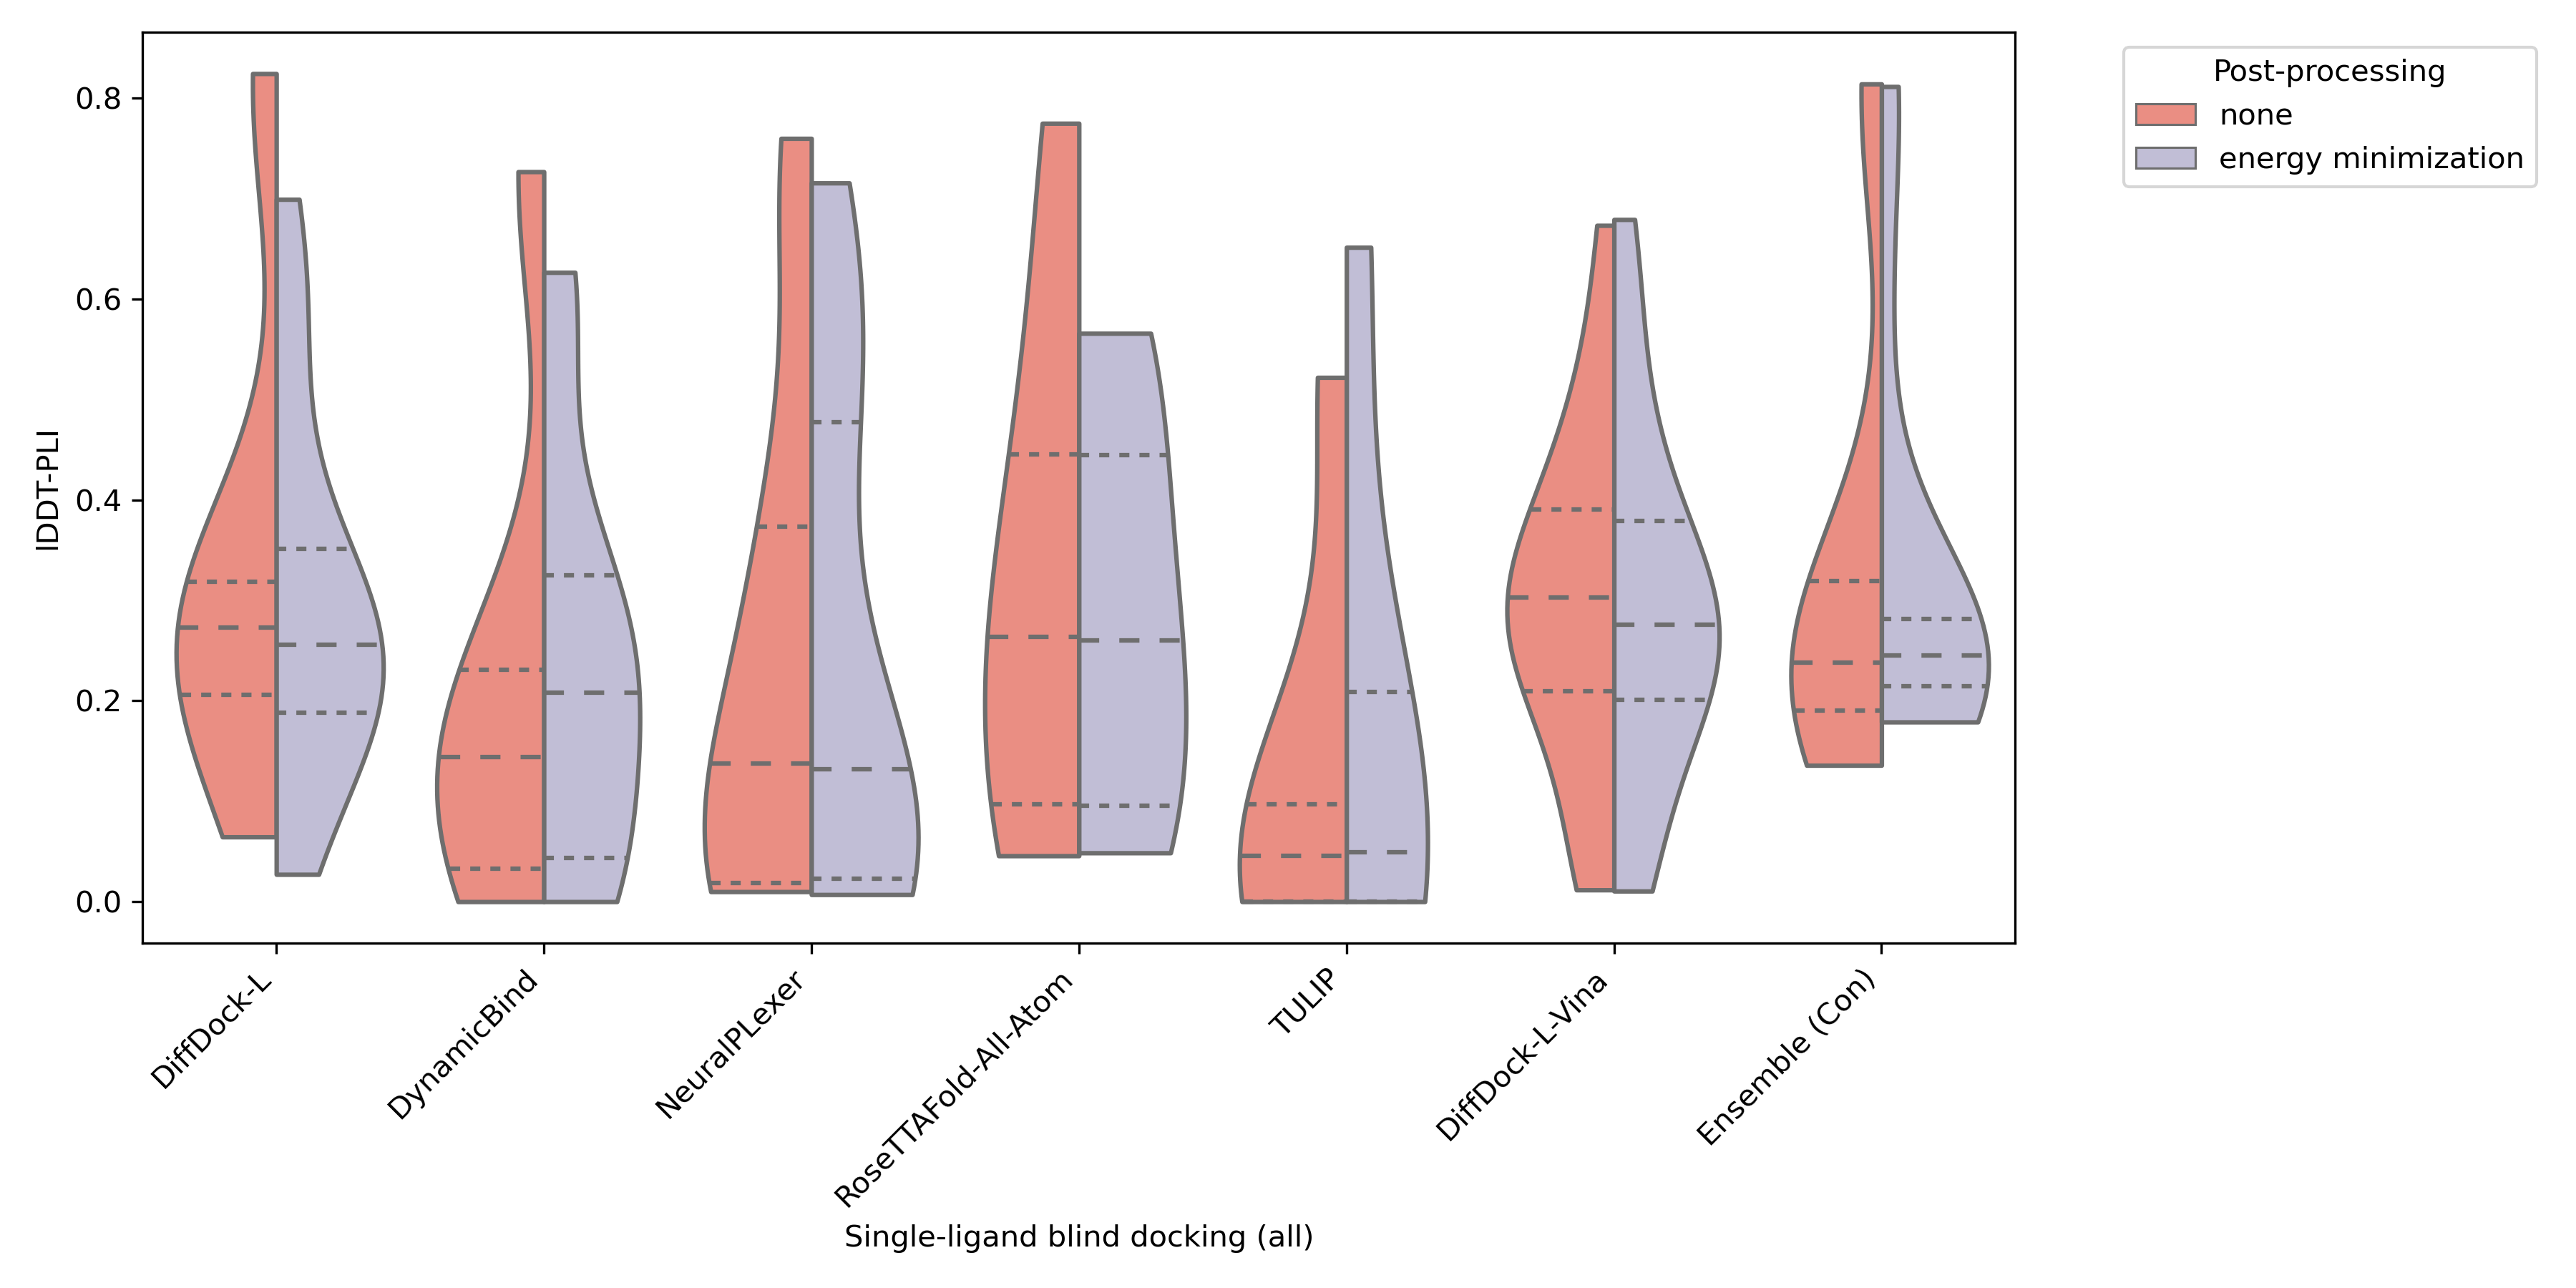 Post-processing
none
energy minimization
lDDT-PLI
0.8
0.6
0.4
0.2
0.0
DiffDock-L
DynamicBind
NeuralPLexer
RoseTTAFold-All-Atom
TULIP
DiffDock-L-Vina
Ensemble (Con)
Single-ligand blind docking (all)